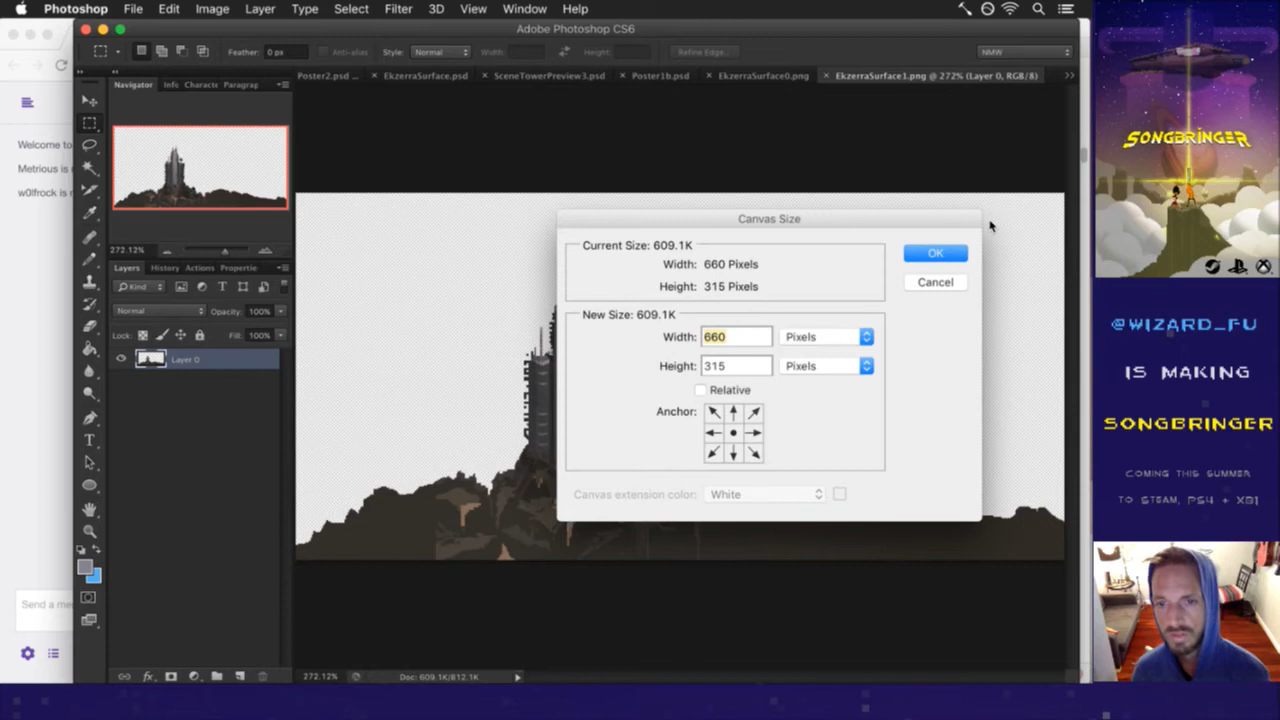 Photoshop File Edit Image Layer Type Select Filter 3D View Window Help
Adobe Photoshop CS6
Feather: 0 px Anti-alias Style: Normal Width: Height: Refine Edge... NMW
Poster2.psd ... × EkzerraSurface.psd × SceneTowerPreview3.psd × Poster1b.psd × EkzerraSurface0.png × EkzerraSurface1.png @ 272% (Layer 0, RGB/8) >>
Navigator Info Characte Paragrap
Welcome to
Metrious is
w0lfrock is
272.12%
Layers History Actions Propertie
Kind
Normal Opacity: 100%
Lock: Fill: 100%
Layer 0
Canvas Size
Current Size: 609.1K
Width: 660 Pixels
Height: 315 Pixels
OK
Cancel
New Size: 609.1K
Width: 660 Pixels
Height: 315 Pixels
Relative
Anchor:
Canvas extension color: White
Send a me
272.12% Doc: 609.1K/812.1K
SONGBRINGER
@WIZARD_FU
IS MAKING
SONGBRINGER
COMING THIS SUMMER
TO STEAM, PS4 + XB1